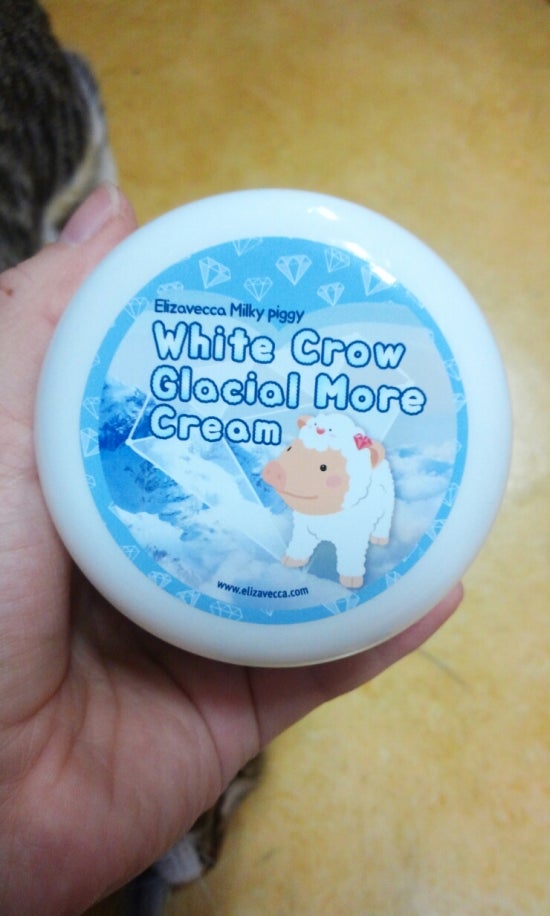 Elizavecca Milky piggy
White Crow
Glacial More
Cream
www.elizavecca.com